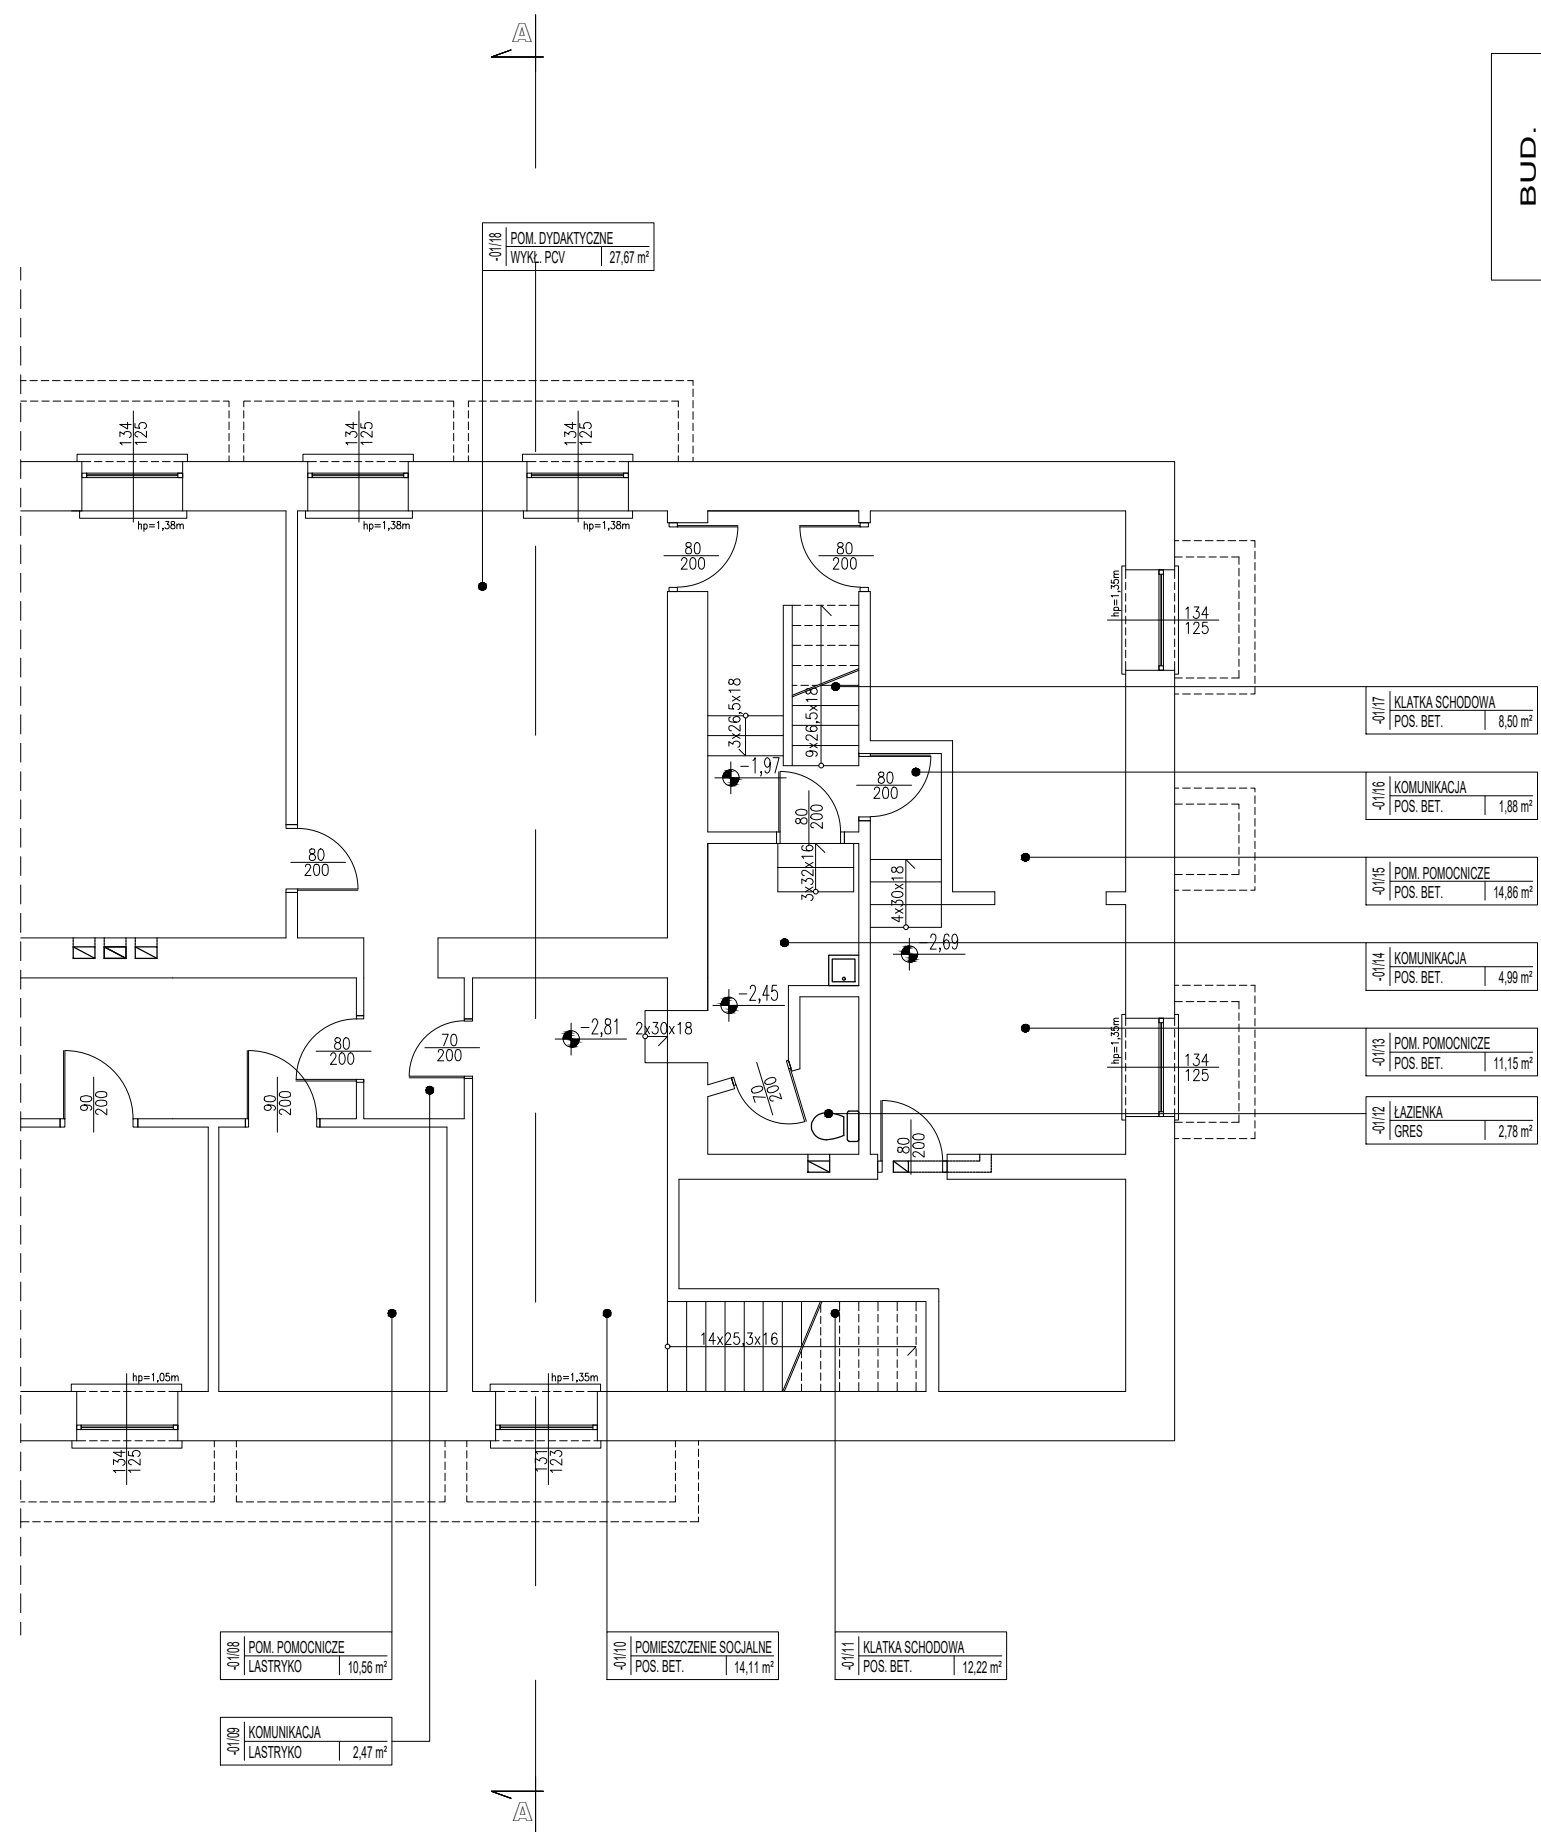 A
BUD.
-01/18
POM. DYDAKTYCZNE
WYKŁ. PCV 27,67 m²
134
125
134
125
134
125
hp=1,38m
hp=1,38m
hp=1,38m
80
200
80
200
hp=1,35m
134
125
3x26,5x18
9x26,5x18
-01/17
KLATKA SCHODOWA
POS. BET. 8,50 m²
-1,97
80
200
-01/16
KOMUNIKACJA
POS. BET. 1,88 m²
80
200
80
200
3x32x16
4x30x18
-01/15
POM. POMOCNICZE
POS. BET. 14,86 m²
-2,69
-01/14
KOMUNIKACJA
POS. BET. 4,99 m²
-2,45
-2,81
2x30x18
80
200
70
200
hp=1,35m
134
125
-01/13
POM. POMOCNICZE
POS. BET. 11,15 m²
90
200
90
200
70
200
80
200
-01/12
ŁAZIENKA
GRES 2,78 m²
14x25,3x16
hp=1,05m
hp=1,35m
134
125
131
123
-01/08
POM. POMOCNICZE
LASTRYKO 10,56 m²
-01/10
POMIESZCZENIE SOCJALNE
POS. BET. 14,11 m²
-01/11
KLATKA SCHODOWA
POS. BET. 12,22 m²
-01/09
KOMUNIKACJA
LASTRYKO 2,47 m²
A